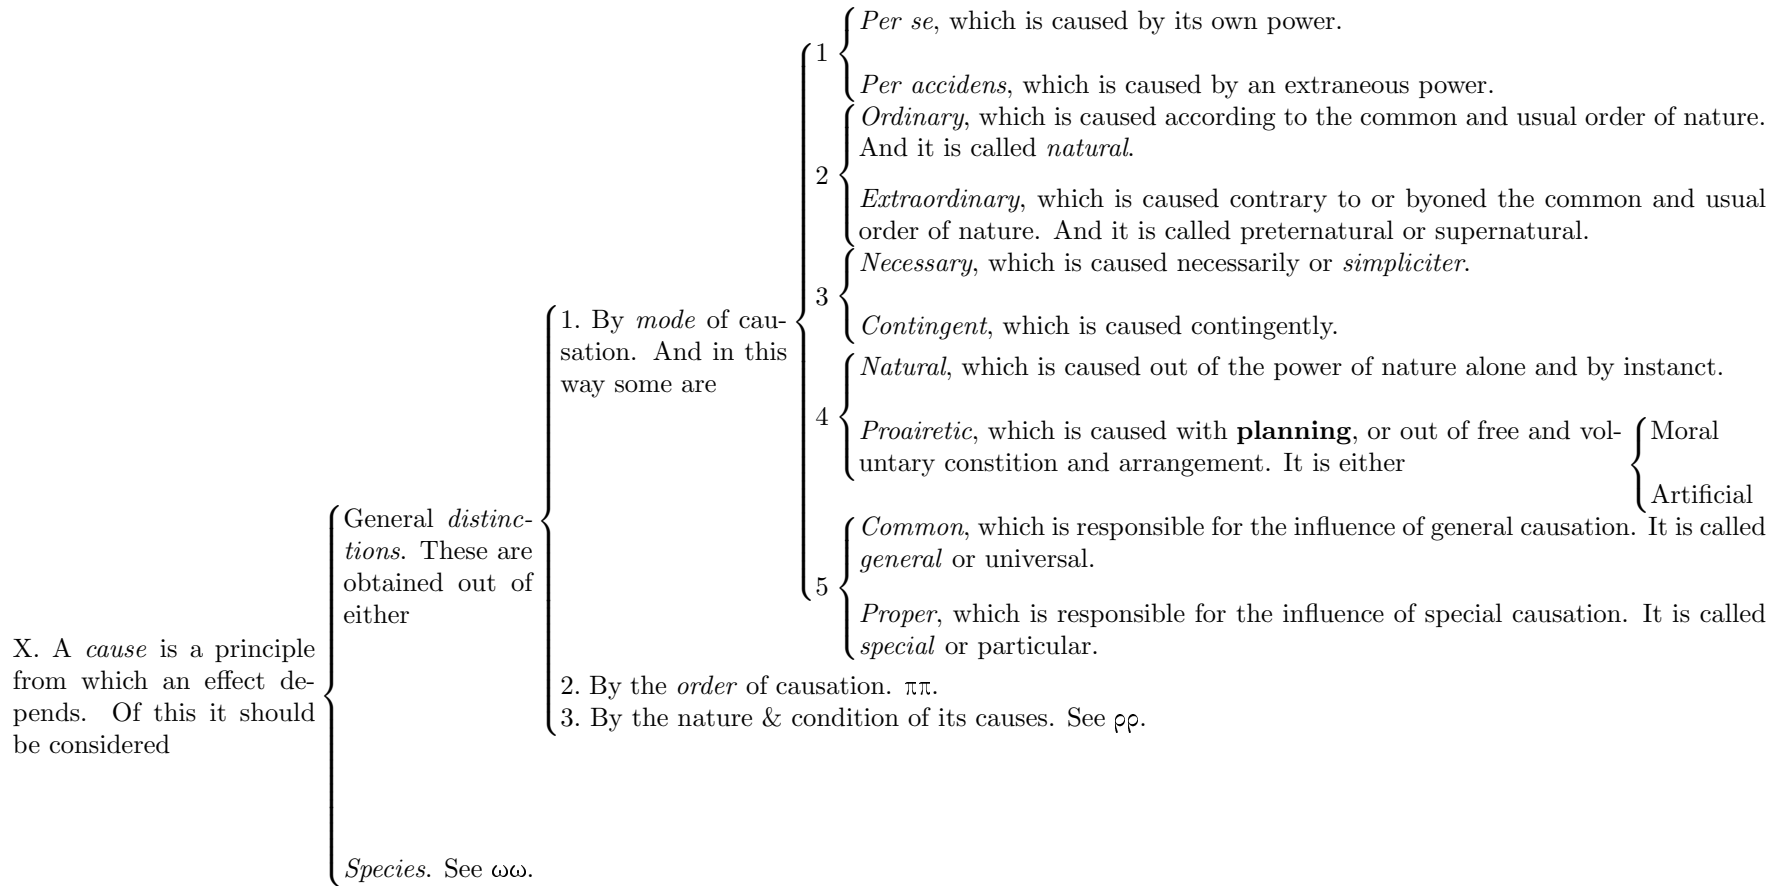 X. A cause is a principle
from which an effect de-
pends. Of this it should
be considered
General distinc-
tions. These are
obtained out of
either
1. By mode of cau-
sation. And in this
way some are
1
Per se, which is caused by its own power.
Per accidens, which is caused by an extraneous power.
2
Ordinary, which is caused according to the common and usual order of nature.
And it is called natural.
Extraordinary, which is caused contrary to or byoned the common and usual
order of nature. And it is called preternatural or supernatural.
3
Necessary, which is caused necessarily or simpliciter.
Contingent, which is caused contingently.
4
Natural, which is caused out of the power of nature alone and by instanct.
Proairetic, which is caused with planning, or out of free and vol-
untary constition and arrangement. It is either
Moral
Artificial
5
Common, which is responsible for the influence of general causation. It is called
general or universal.
Proper, which is responsible for the influence of special causation. It is called
special or particular.
2. By the order of causation. ππ.
3. By the nature & condition of its causes. See ρρ.
Species. See ωω.